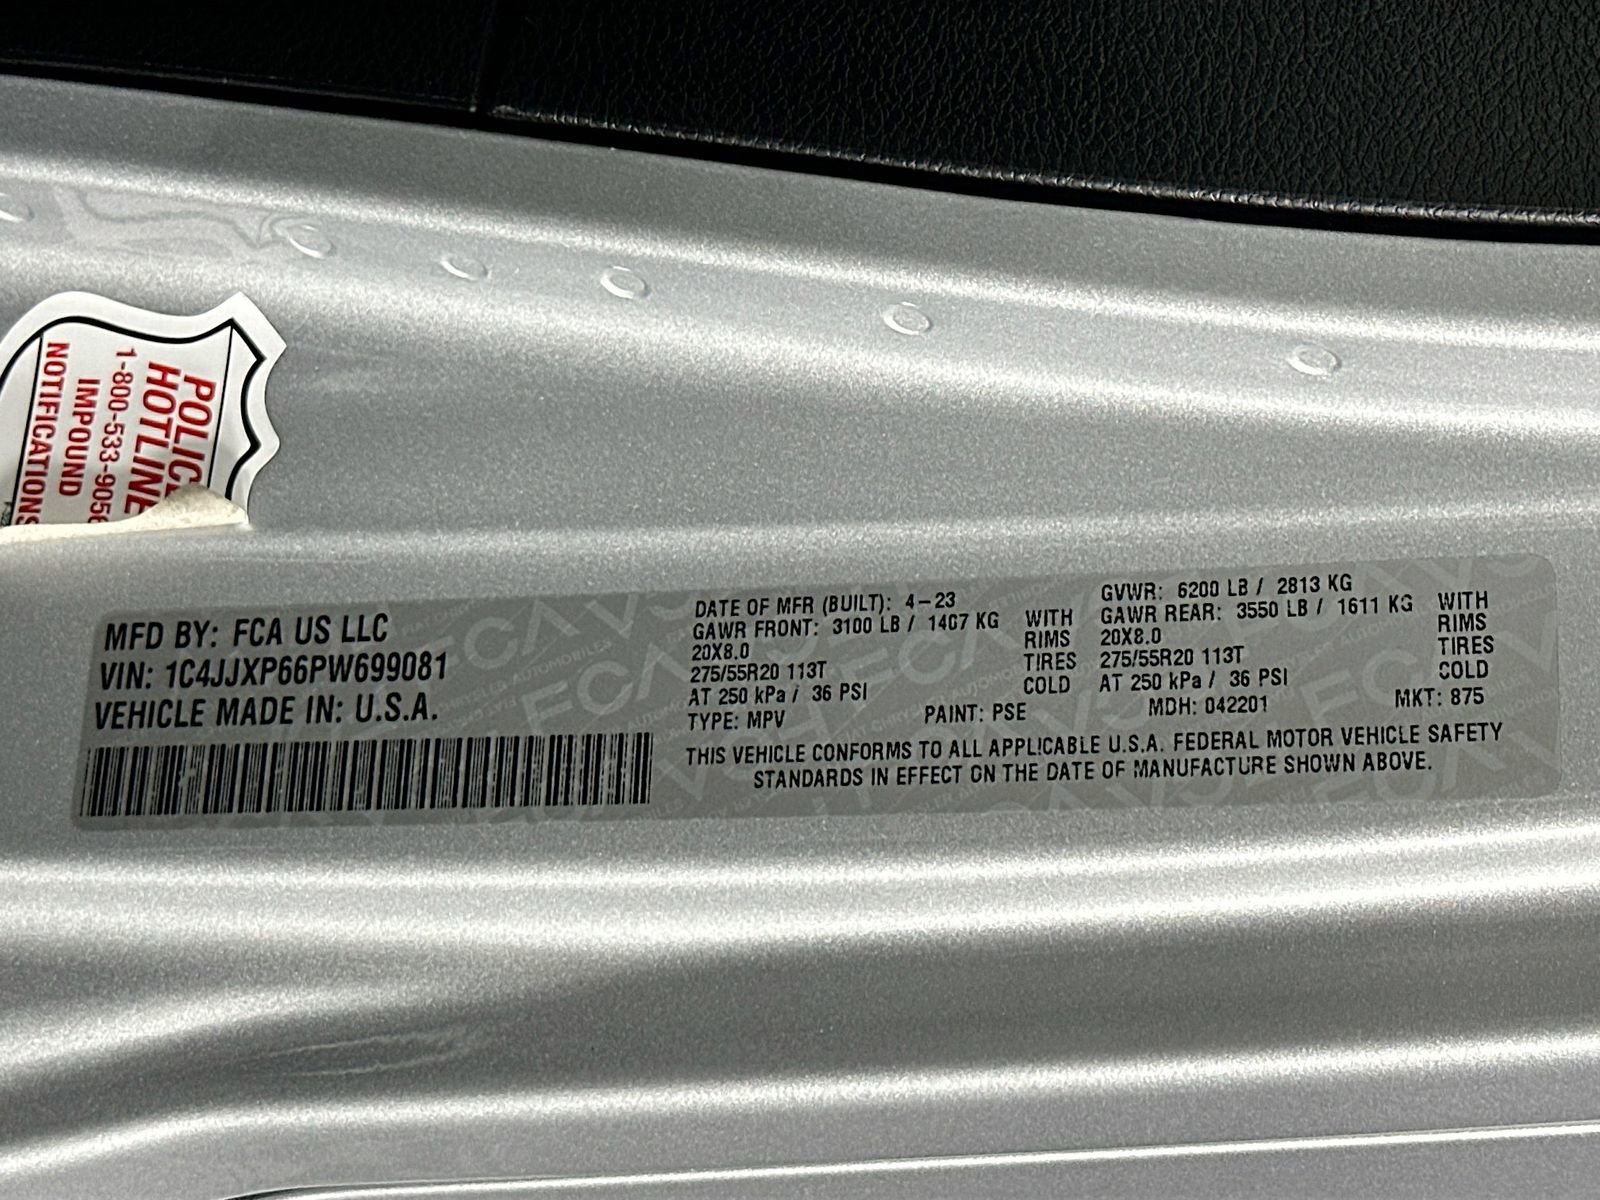 POLICE
HOTLINE
1-800-533-9056
IMPOUND
NOTIFICATIONS
MFD BY: FCA US LLC
VIN: 1C4JJXP66PW699081
VEHICLE MADE IN: U.S.A.
DATE OF MFR (BUILT): 4-23
GAWR FRONT: 3100 LB / 1407 KG WITH
20X8.0 RIMS
275/55R20 113T TIRES
AT 250 kPa / 36 PSI COLD
GVWR: 6200 LB / 2813 KG
GAWR REAR: 3550 LB / 1611 KG WITH
20X8.0 RIMS
275/55R20 113T TIRES
AT 250 kPa / 36 PSI COLD
TYPE: MPV PAINT: PSE MDH: 042201 MKT: 875
THIS VEHICLE CONFORMS TO ALL APPLICABLE U.S.A. FEDERAL MOTOR VEHICLE SAFETY
STANDARDS IN EFFECT ON THE DATE OF MANUFACTURE SHOWN ABOVE.